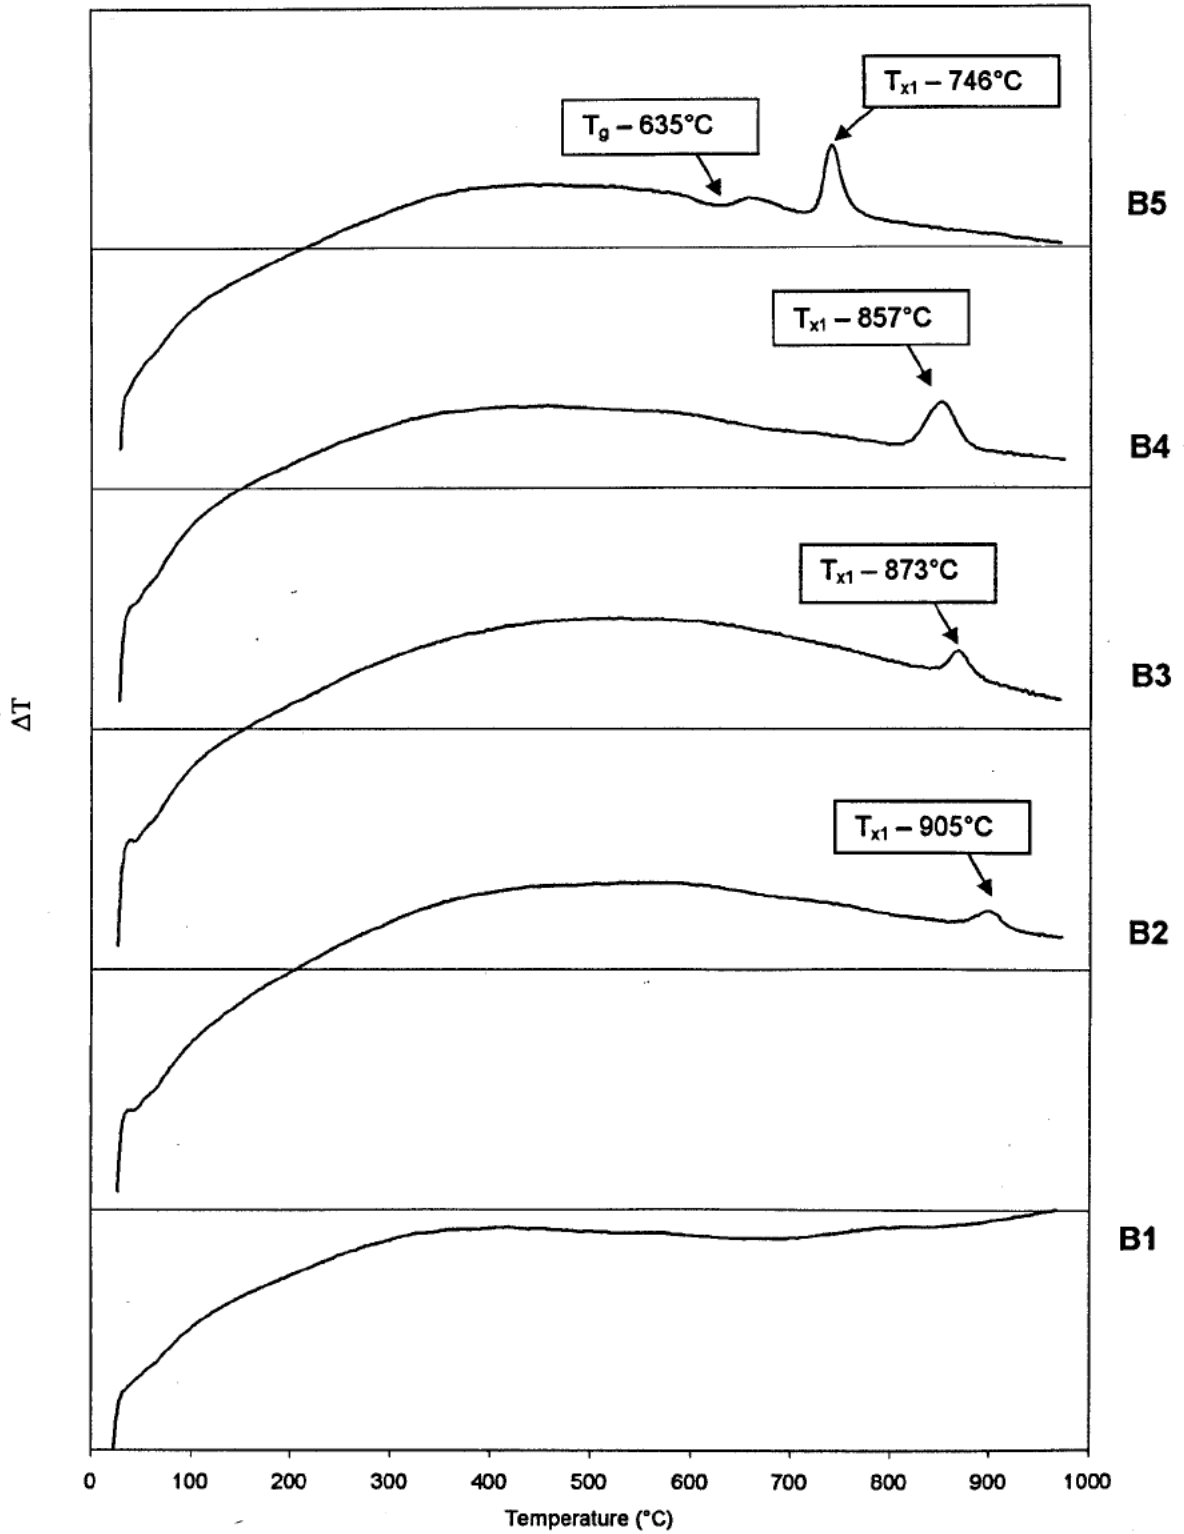 Tx1 – 746°C
Tg – 635°C
B5
Tx1 – 857°C
B4
Tx1 – 873°C
B3
ΔT
Tx1 – 905°C
B2
B1
0 100 200 300 400 500 600 700 800 900 1000
Temperature (°C)